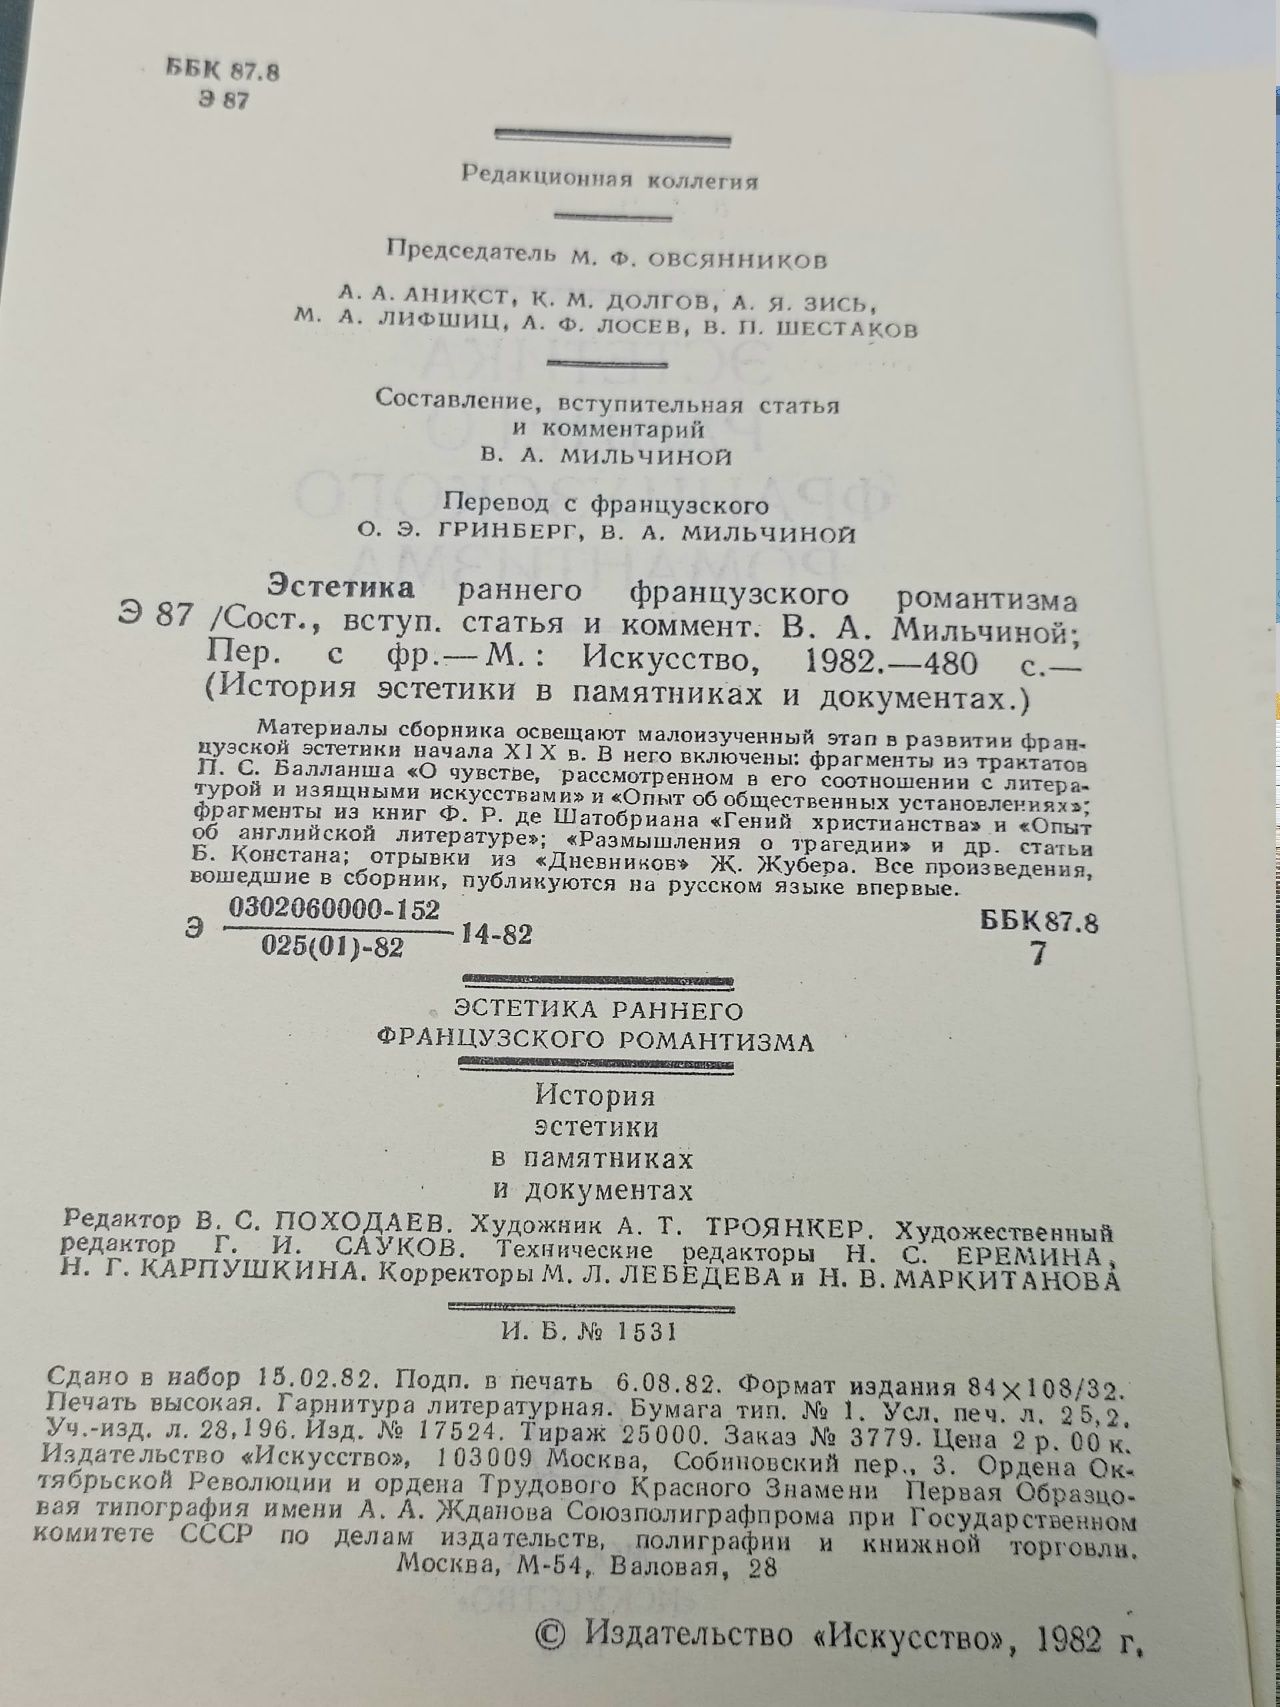 ББК 87.8
Э 87
Редакционная коллегия
Председатель М. Ф. ОВСЯННИКОВ
А. А. АНИКСТ, К. М. ДОЛГОВ, А. Я. ЗИСЬ,
М. А. ЛИФШИЦ, А. Ф. ЛОСЕВ, В. П. ШЕСТАКОВ
Составление, вступительная статья
и комментарий
В. А. МИЛЬЧИНОЙ
Перевод с французского
О. Э. ГРИНБЕРГ, В. А. МИЛЬЧИНОЙ
Эстетика раннего французского романтизма
Э 87 /Сост., вступ. статья и коммент. В. А. Мильчиной;
Пер. с фр.— М.: Искусство, 1982.—480 с.—
(История эстетики в памятниках и документах.)
Материалы сборника освещают малоизученный этап в развитии фран-
цузской эстетики начала XIX в. В него включены: фрагменты из трактатов
П. С. Балланша «О чувстве, рассмотренном в его соотношении с литера-
турой и изящными искусствами» и «Опыт об общественных установлениях»;
фрагменты из книг Ф. Р. де Шатобриана «Гений христианства» и «Опыт
об английской литературе»; «Размышления о трагедии» и др. статьи
Б. Констана; отрывки из «Дневников» Ж. Жубера. Все произведения,
вошедшие в сборник, публикуются на русском языке впервые.
Э 0302060000-152
025(01)-82 14-82
ББК 87.8
7
ЭСТЕТИКА РАННЕГО
ФРАНЦУЗСКОГО РОМАНТИЗМА
История
эстетики
в памятниках
и документах
Редактор В. С. ПОХОДАЕВ. Художник А. Т. ТРОЯНКЕР. Художественный
редактор Г. И. САУКОВ. Технические редакторы Н. С. ЕРЕМИНА,
Н. Г. КАРПУШКИНА. Корректоры М. Л. ЛЕБЕДЕВА и Н. В. МАРКИТАНОВА
И. Б. № 1531
Сдано в набор 15.02.82. Подп. в печать 6.08.82. Формат издания 84×108/32.
Печать высокая. Гарнитура литературная. Бумага тип. № 1. Усл. печ. л. 25,2.
Уч.-изд. л. 28,196. Изд. № 17524. Тираж 25000. Заказ № 3779. Цена 2 р. 00 к.
Издательство «Искусство», 103009 Москва, Собиновский пер., 3. Ордена Ок-
тябрьской Революции и ордена Трудового Красного Знамени Первая Образцо-
вая типография имени А. А. Жданова Союзполиграфпрома при Государственном
комитете СССР по делам издательств, полиграфии и книжной торговли.
Москва, М-54, Валовая, 28
© Издательство «Искусство», 1982 г.